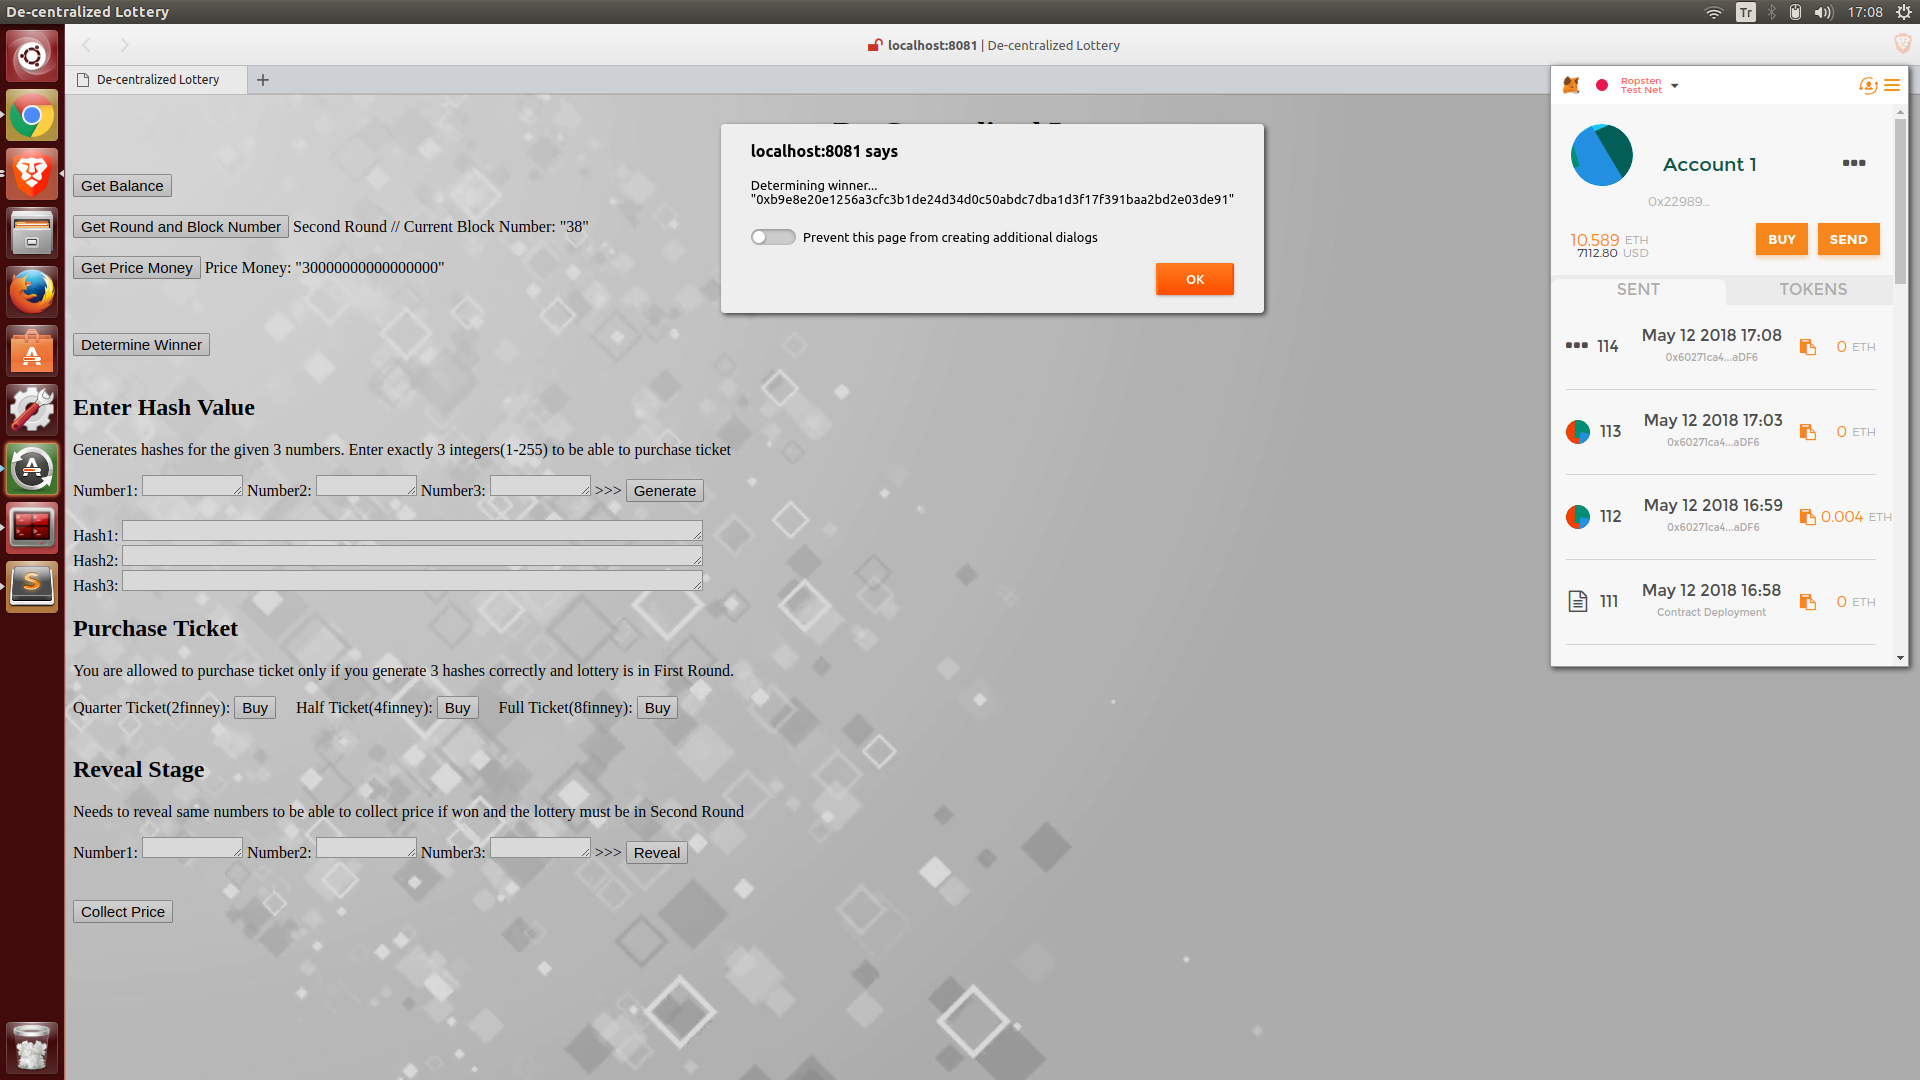 De-centralized Lottery
Tr
17:08
localhost:8081 | De-centralized Lottery
De-centralized Lottery
Get Balance
Get Round and Block Number Second Round // Current Block Number: "38"
Get Price Money Price Money: "30000000000000000"
Determine Winner
Enter Hash Value
Generates hashes for the given 3 numbers. Enter exactly 3 integers(1-255) to be able to purchase ticket
Number1: Number2: Number3: >>> Generate
Hash1:
Hash2:
Hash3:
Purchase Ticket
You are allowed to purchase ticket only if you generate 3 hashes correctly and lottery is in First Round.
Quarter Ticket(2finney): Buy Half Ticket(4finney): Buy Full Ticket(8finney): Buy
Reveal Stage
Needs to reveal same numbers to be able to collect price if won and the lottery must be in Second Round
Number1: Number2: Number3: >>> Reveal
Collect Price
localhost:8081 says
Determining winner...
"0xb9e8e20e1256a3cfc3b1de24d34d0c50abdc7dba1d3f17f391baa2bd2e03de91"
Prevent this page from creating additional dialogs
OK
Ropsten
Test Net
Account 1
0x22989...
10.589 ETH
7112.80 USD
BUY SEND
SENT TOKENS
114 May 12 2018 17:08 0 ETH
0x60271ca4...aDF6
113 May 12 2018 17:03 0 ETH
0x60271ca4...aDF6
112 May 12 2018 16:59 0.004 ETH
0x60271ca4...aDF6
111 May 12 2018 16:58 0 ETH
Contract Deployment